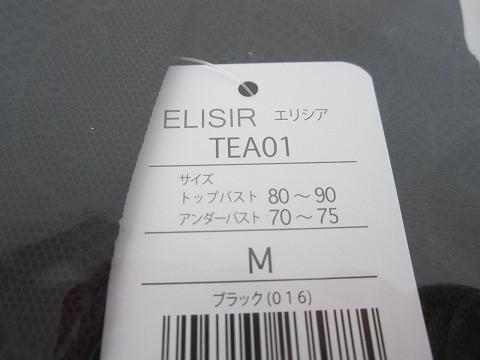 ELISIR エリシア
TEA01
サイズ
トップバスト 80～90
アンダーバスト 70～75
M
ブラック(016)